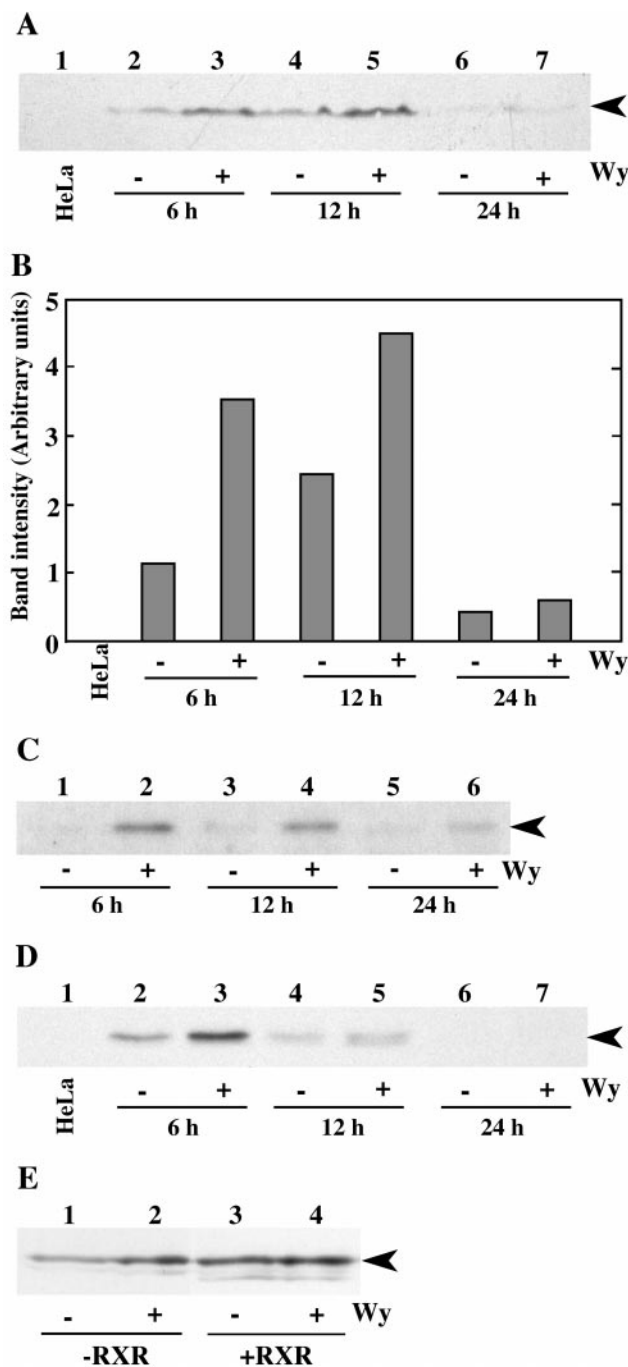 A
1 2 3 4 5 6 7
HeLa - + - + - + Wy
6 h 12 h 24 h
B
Band intensity (Arbitrary units)
5
4
3
2
1
0
HeLa - + - + - + Wy
6 h 12 h 24 h
C
1 2 3 4 5 6
- + - + - + Wy
6 h 12 h 24 h
D
1 2 3 4 5 6 7
HeLa - + - + - + Wy
6 h 12 h 24 h
E
1 2 3 4
- + - + Wy
-RXR +RXR